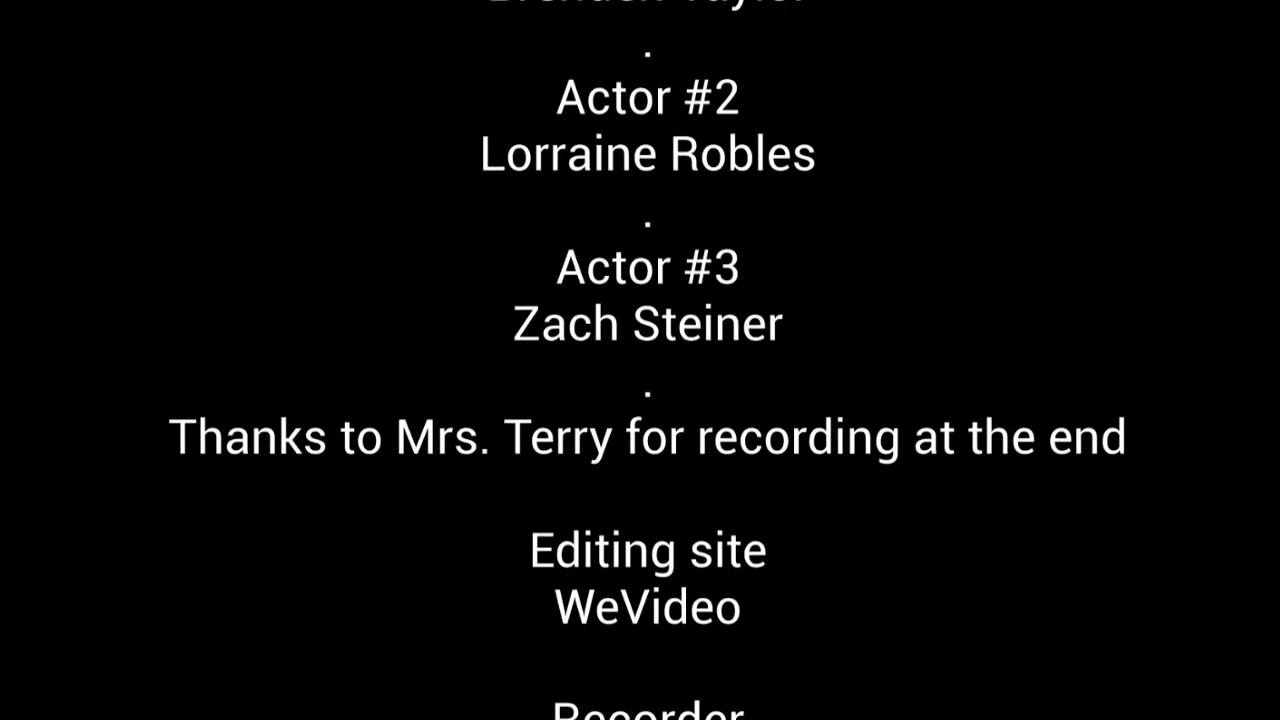 .
Actor #2
Lorraine Robles
.
Actor #3
Zach Steiner
.
Thanks to Mrs. Terry for recording at the end
Editing site
WeVideo
Recorder